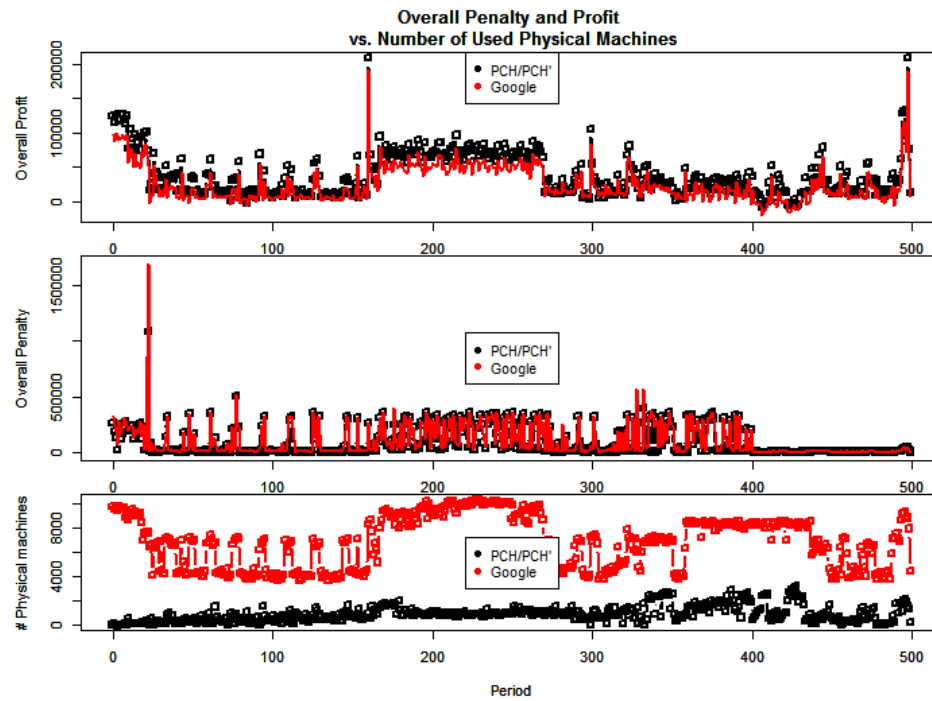 Overall Penalty and Profit
vs. Number of Used Physical Machines
Overall Profit
200000
100000
0
PCH/PCH'
Google
0 100 200 300 400 500
Overall Penalty
1500000
500000
0
PCH/PCH'
Google
0 100 200 300 400 500
# Physical machines
8000
4000
0
PCH/PCH'
Google
0 100 200 300 400 500
Period